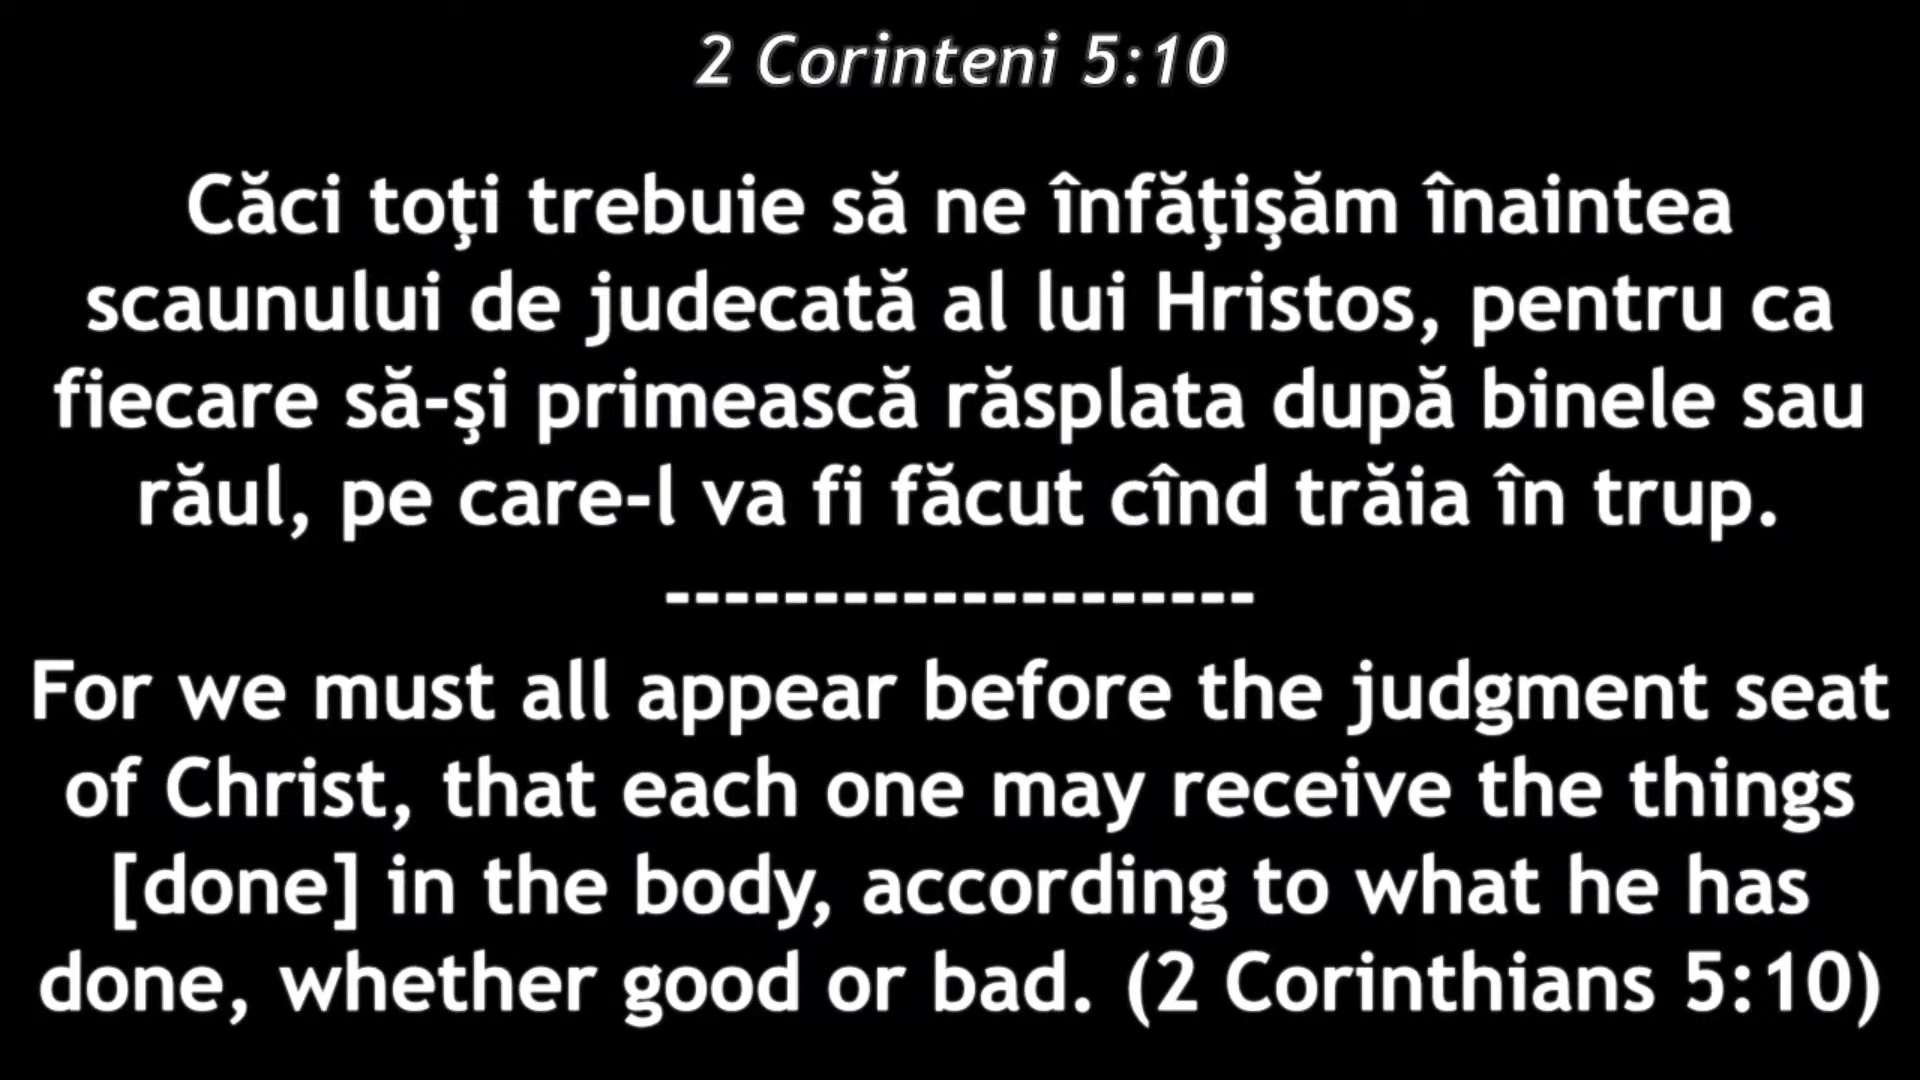 2 Corinteni 5:10
Căci toţi trebuie să ne înfăţişăm înaintea
scaunului de judecată al lui Hristos, pentru ca
fiecare să-şi primească răsplata după binele sau
răul, pe care-l va fi făcut cînd trăia în trup.
--------------------
For we must all appear before the judgment seat
of Christ, that each one may receive the things
[done] in the body, according to what he has
done, whether good or bad. (2 Corinthians 5:10)